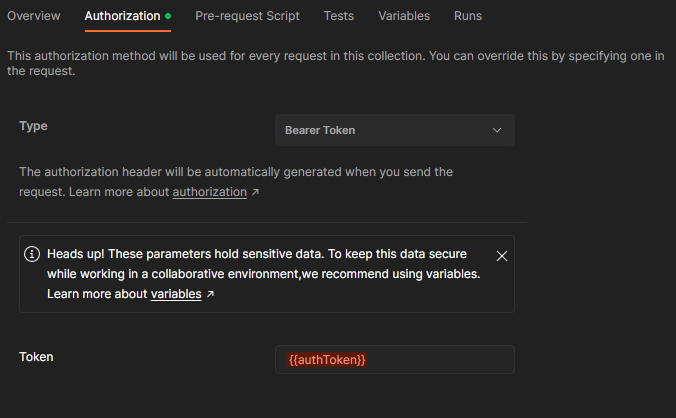 Overview Authorization Pre-request Script Tests Variables Runs
This authorization method will be used for every request in this collection. You can override this by specifying one in
the request.
Type Bearer Token
The authorization header will be automatically generated when you send the
request. Learn more about authorization ↗
Heads up! These parameters hold sensitive data. To keep this data secure
while working in a collaborative environment,we recommend using variables.
Learn more about variables ↗
Token {{authToken}}